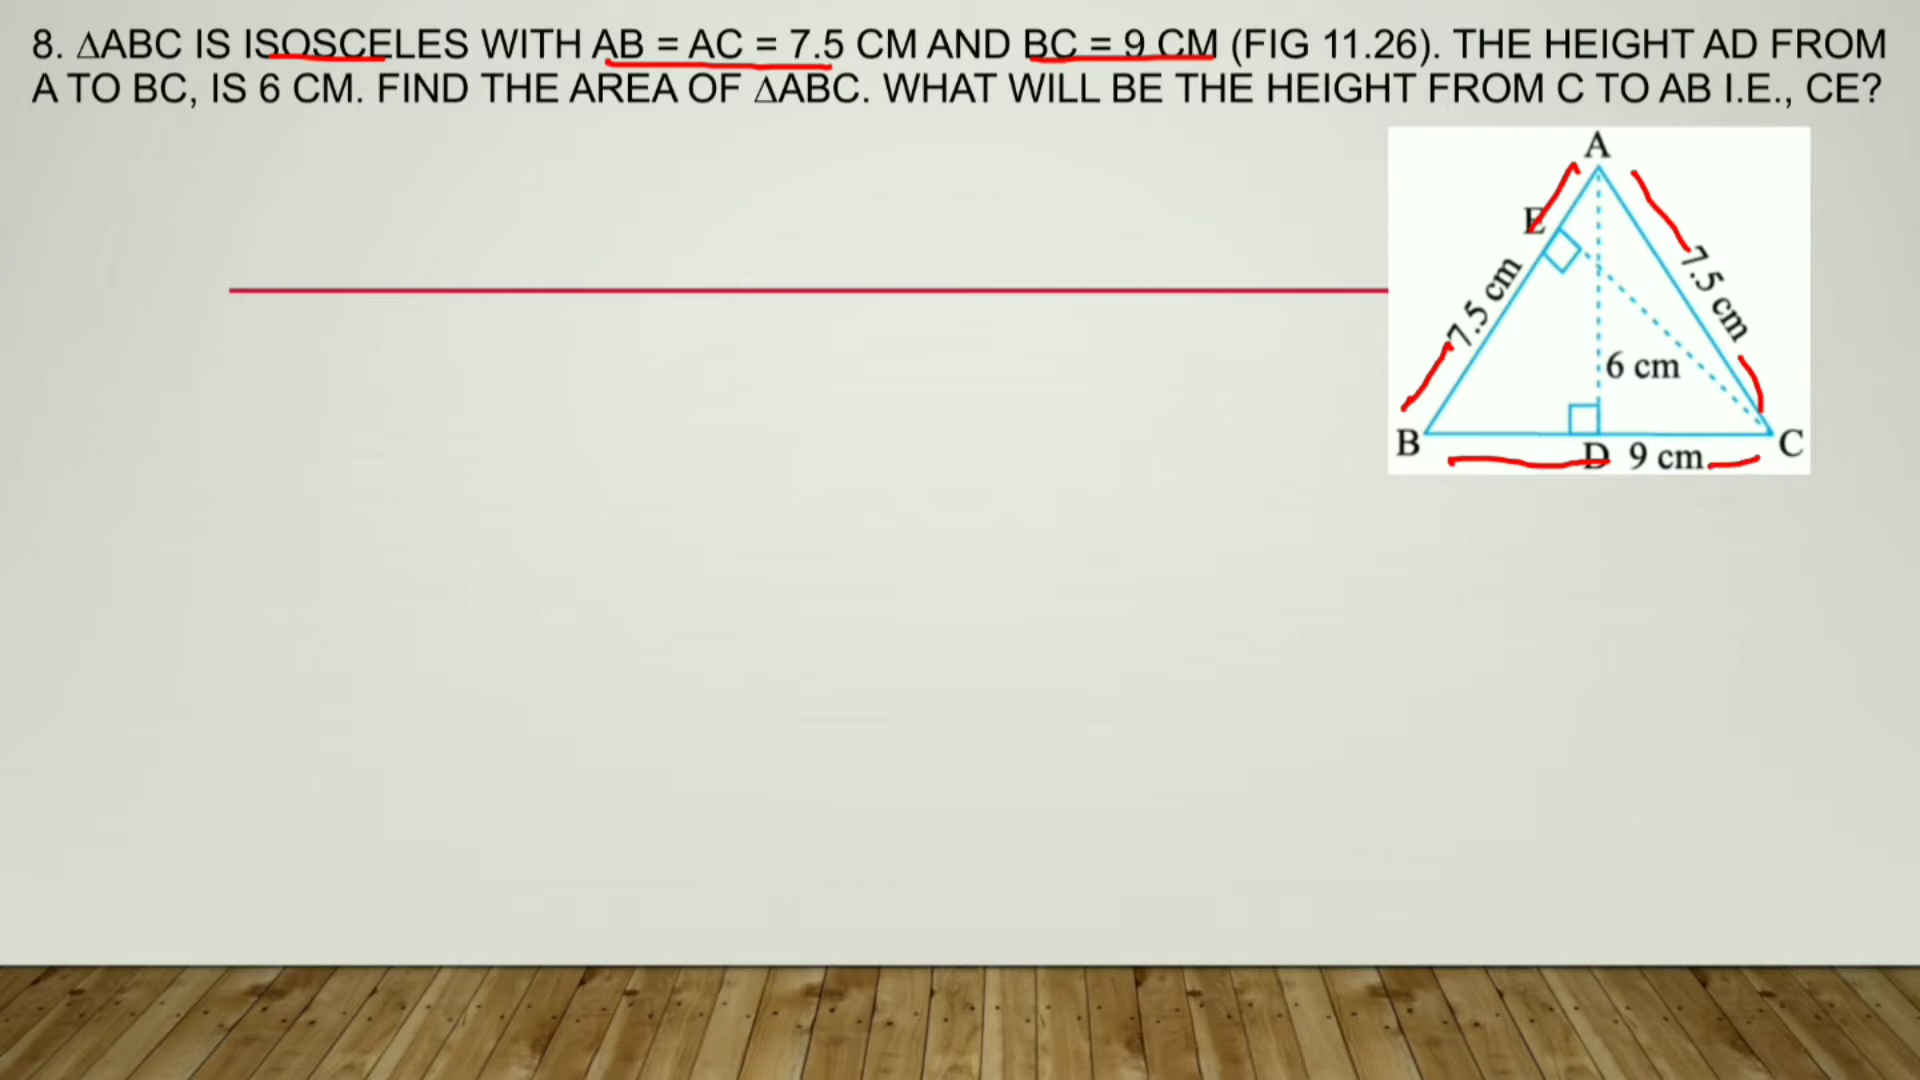 8. ∆ABC IS ISOSCELES WITH AB = AC = 7.5 CM AND BC = 9 CM (FIG 11.26). THE HEIGHT AD FROM
A TO BC, IS 6 CM. FIND THE AREA OF ∆ABC. WHAT WILL BE THE HEIGHT FROM C TO AB I.E., CE?
A
E
7.5 cm
7.5 cm
6 cm
B
D
9 cm
C